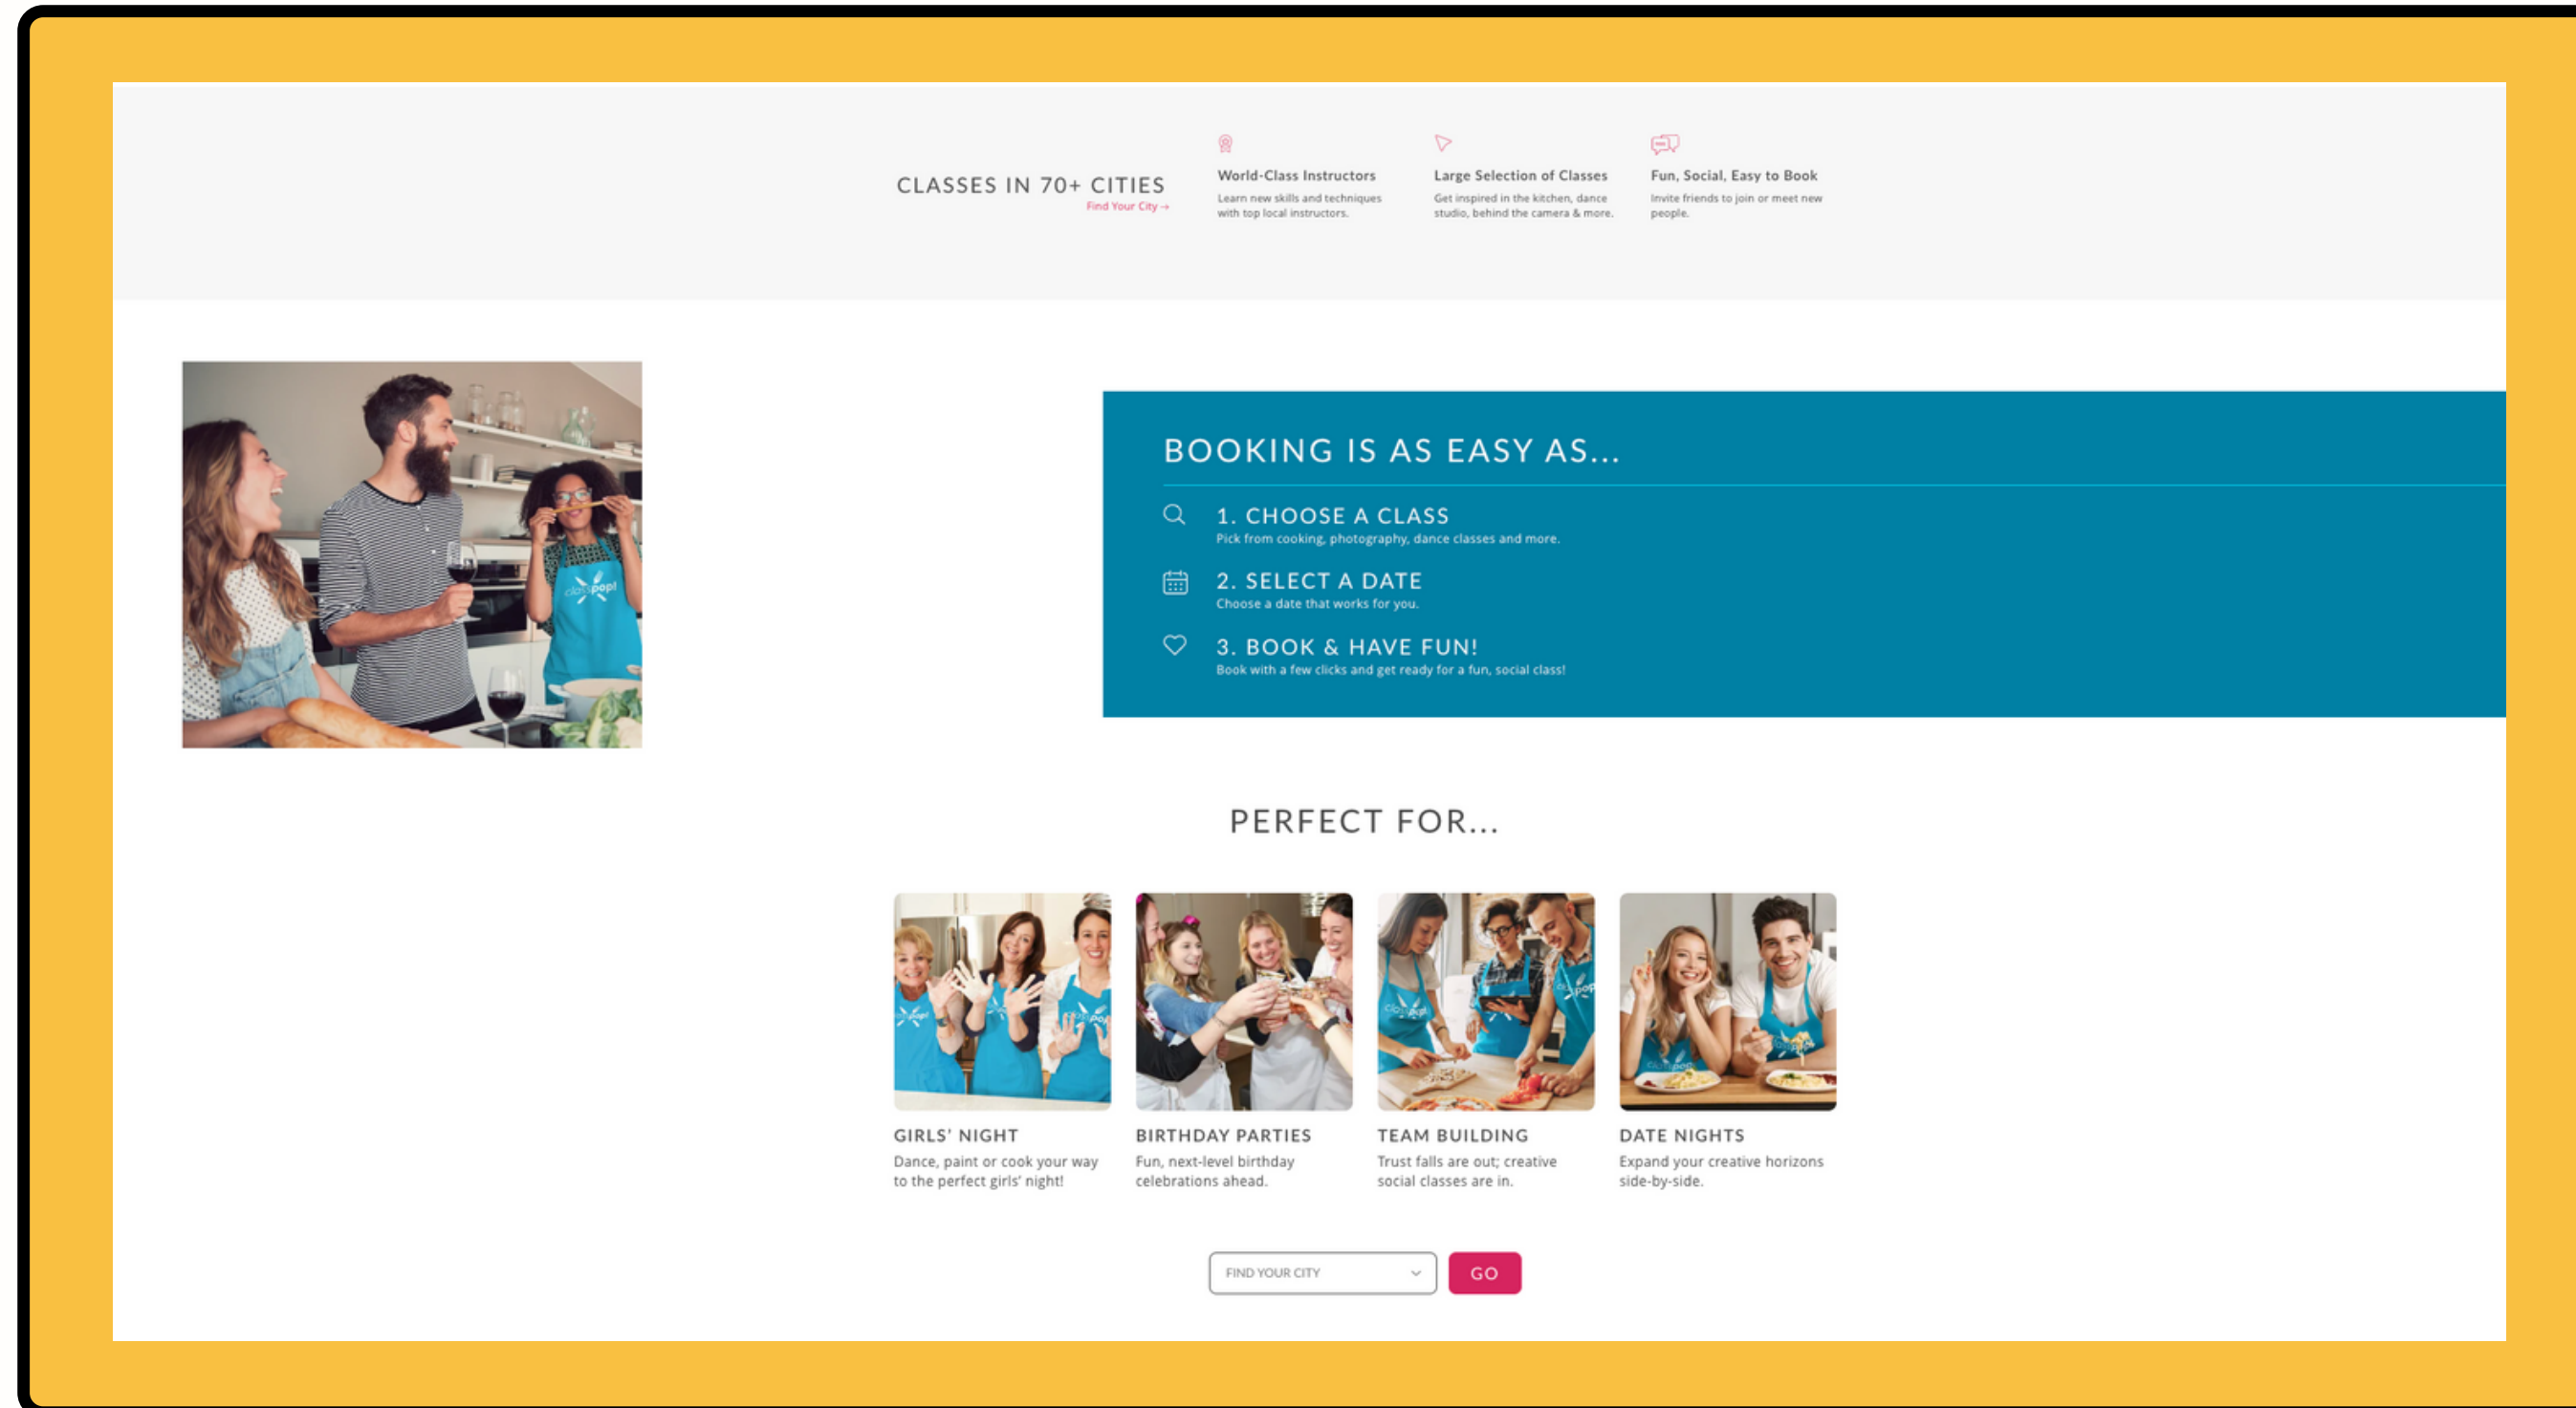 CLASSES IN 70+ CITIES
Find Your City →
World-Class Instructors
Learn new skills and techniques
with top local instructors.
Large Selection of Classes
Get inspired in the kitchen, dance
studio, behind the camera & more.
Fun, Social, Easy to Book
Invite friends to join or meet new
people.
classpop!
BOOKING IS AS EASY AS...
1. CHOOSE A CLASS
Pick from cooking, photography, dance classes and more.
2. SELECT A DATE
Choose a date that works for you.
3. BOOK & HAVE FUN!
Book with a few clicks and get ready for a fun, social class!
PERFECT FOR...
GIRLS' NIGHT
Dance, paint or cook your way
to the perfect girls' night!
BIRTHDAY PARTIES
Fun, next-level birthday
celebrations ahead.
TEAM BUILDING
Trust falls are out; creative
social classes are in.
DATE NIGHTS
Expand your creative horizons
side-by-side.
FIND YOUR CITY
GO